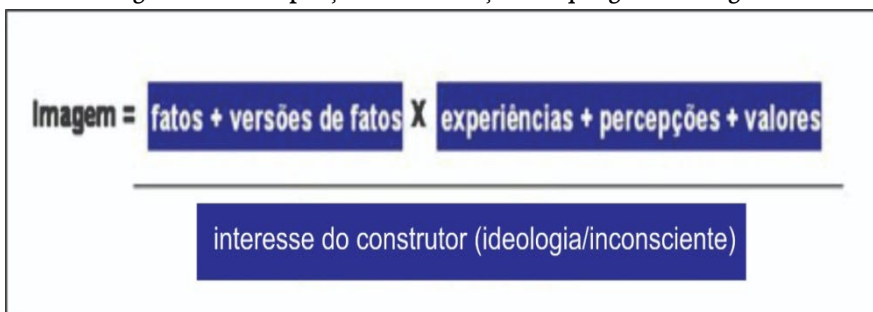 Imagem = fatos + versões de fatos X experiências + percepções + valores
interesse do construtor (ideologia/inconsciente)